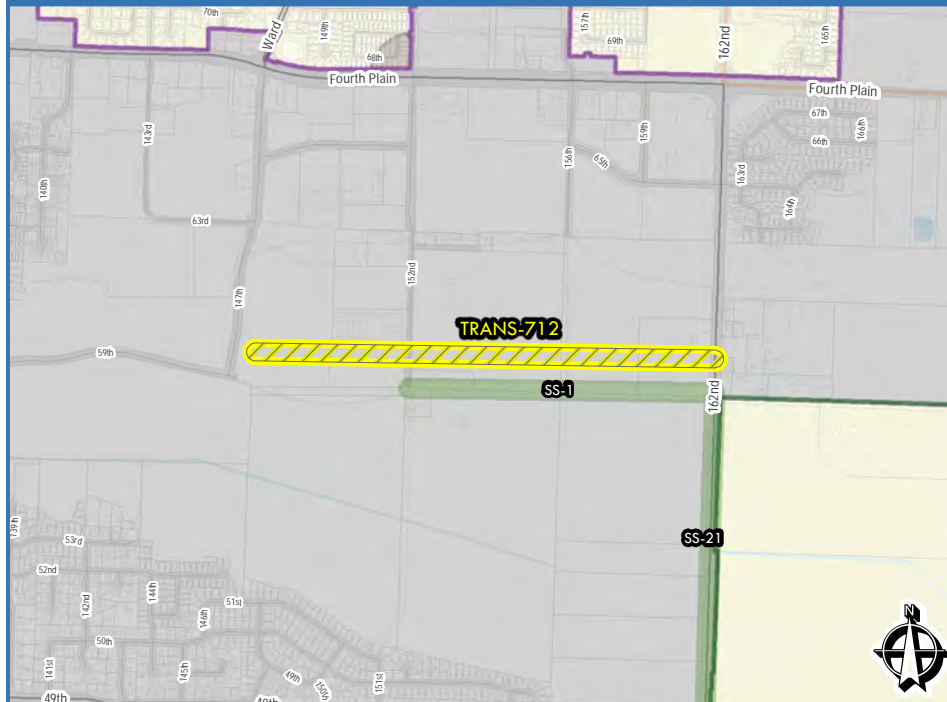 70th
Ward
149th
68th
Fourth Plain
157th
69th
162nd
165th
Fourth Plain
143rd
140th
63rd
147th
152nd
156th
159th
65th
67th
66th
166th
163rd
164th
59th
TRANS-712
SS-1
162nd
SS-21
139th
53rd
52nd
142nd
144th
146th
51st
50th
141st
145th
49th
150th
151st
49th
49th
N